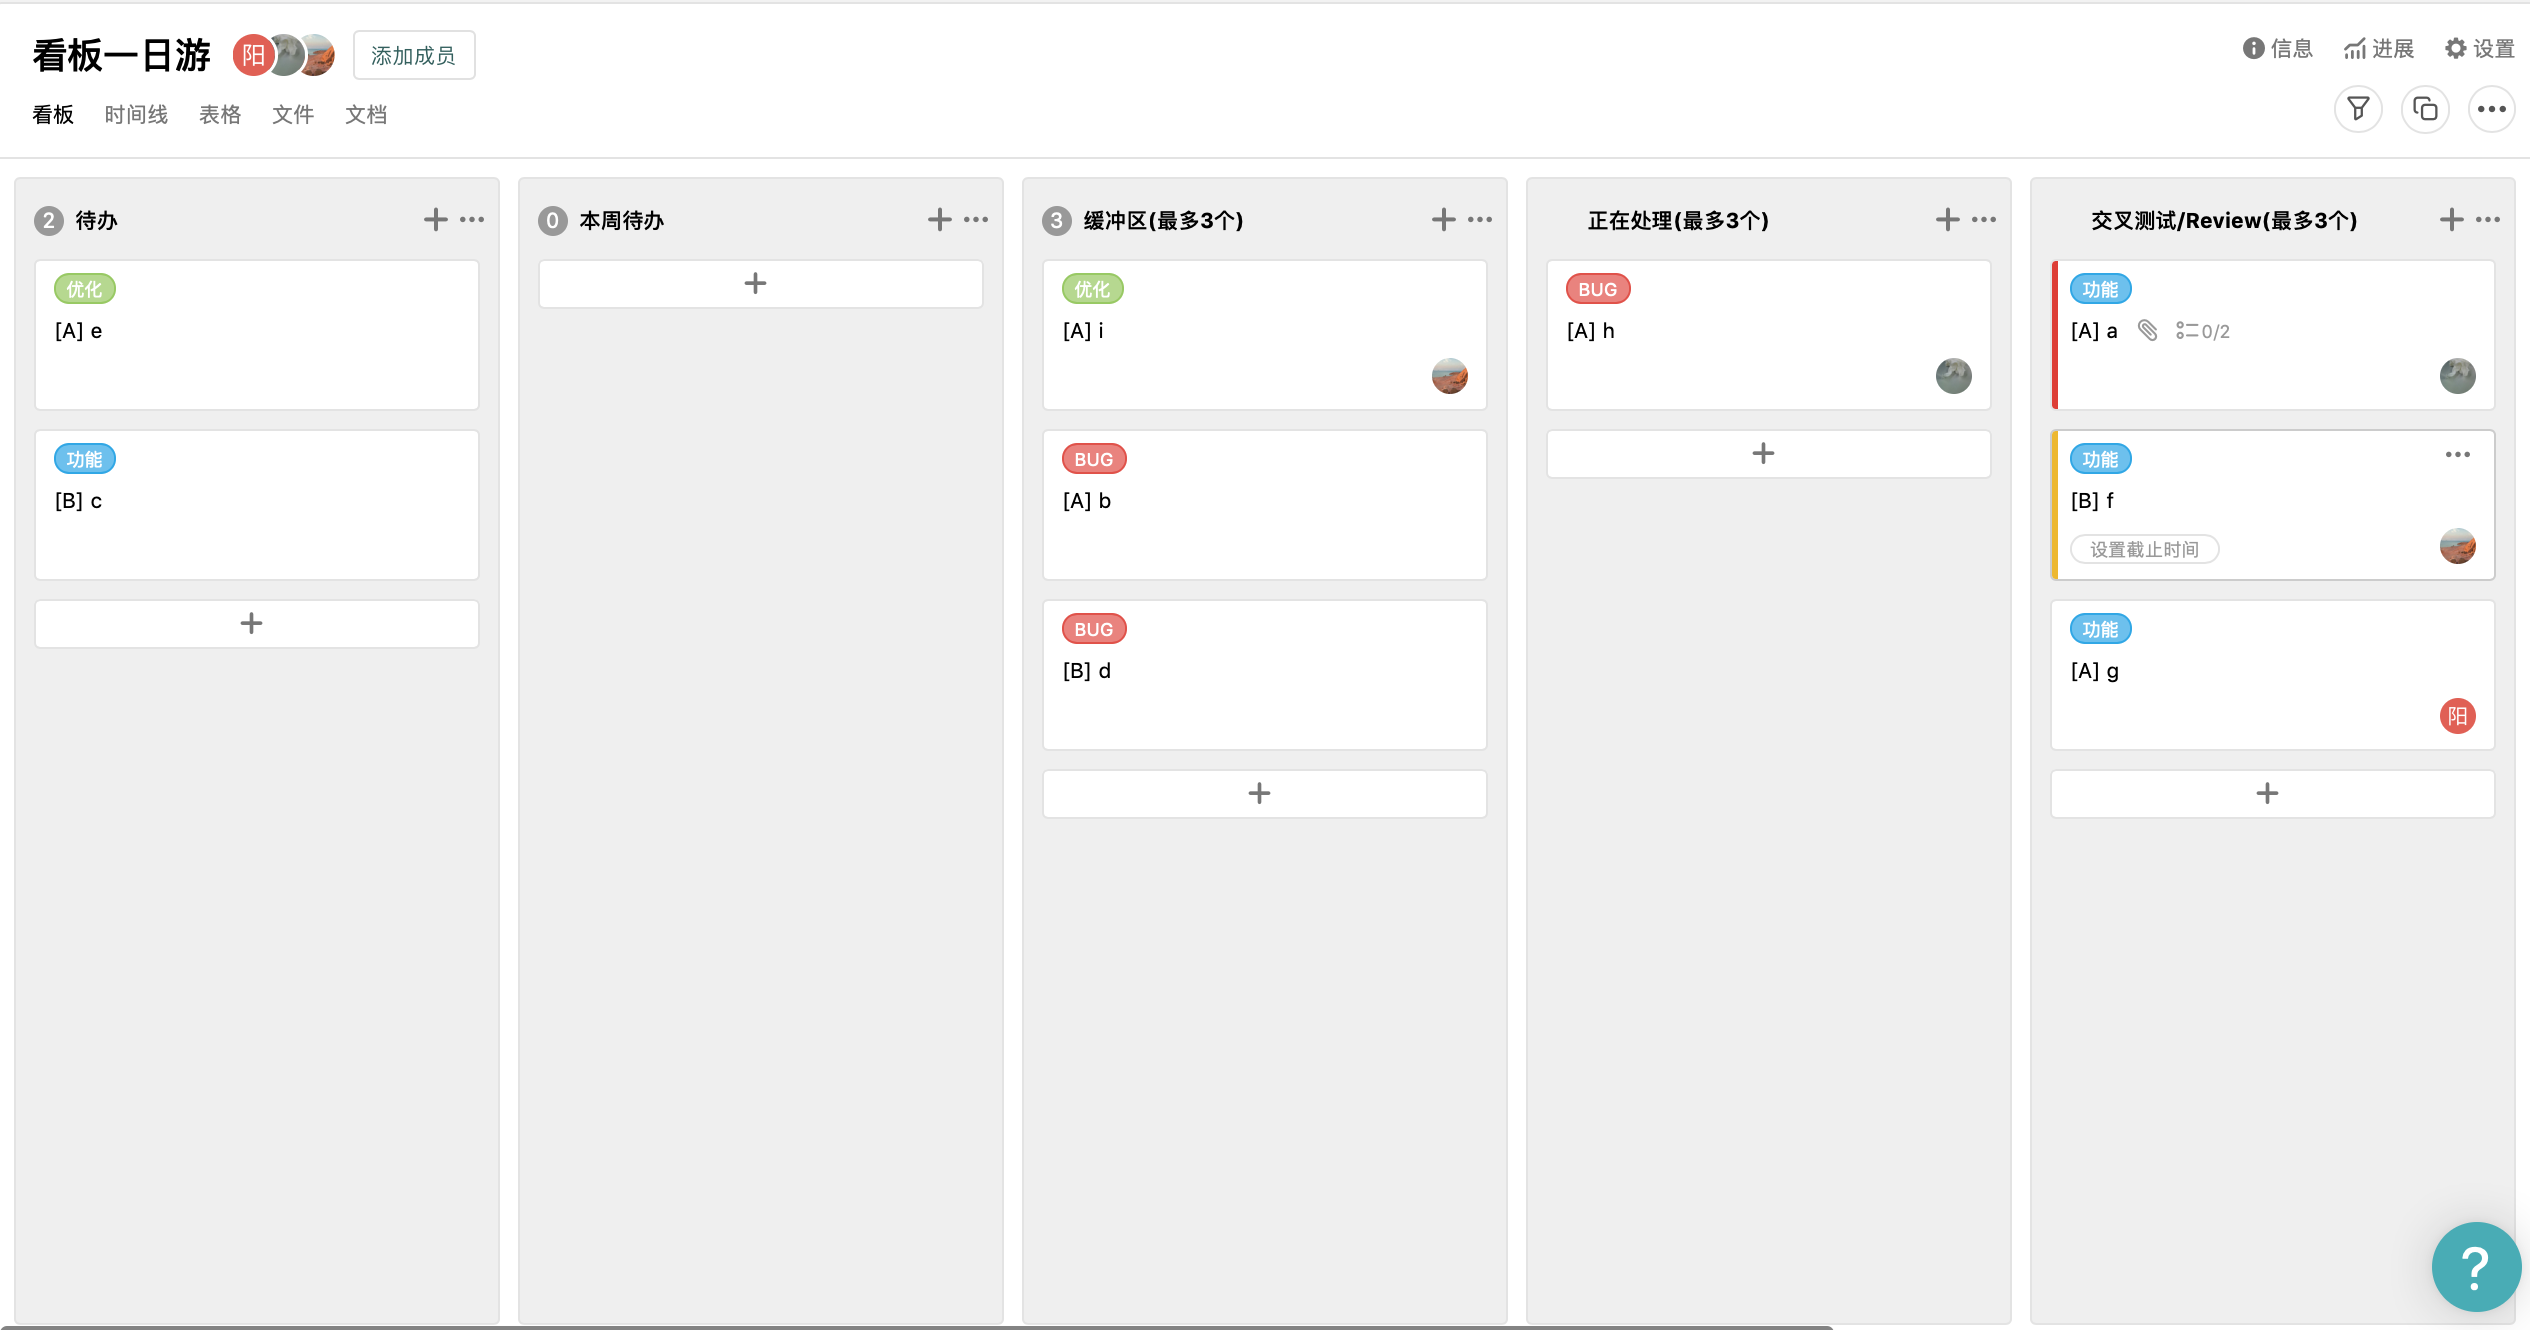 看板一日游
阳
添加成员
信息
进展
设置
看板
时间线
表格
文件
文档
2 待办
优化
[A] e
功能
[B] c
0 本周待办
3 缓冲区(最多3个)
优化
[A] i
BUG
[A] b
BUG
[B] d
正在处理(最多3个)
BUG
[A] h
交叉测试/Review(最多3个)
功能
[A] a 0/2
功能
[B] f
设置截止时间
功能
[A] g
阳
?